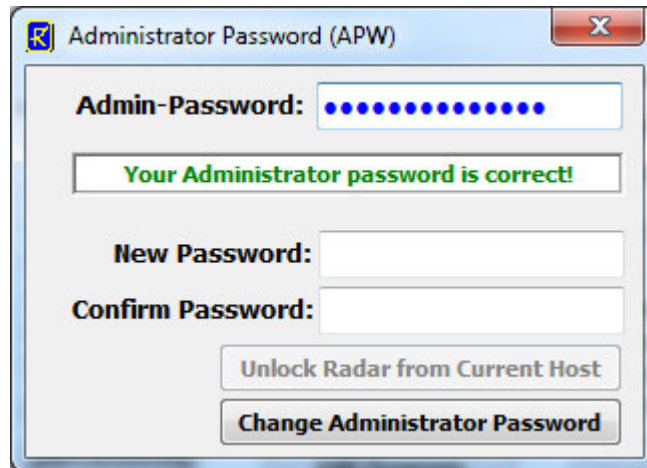 Administrator Password (APW)
Admin-Password: ●●●●●●●●●●●●●●
Your Administrator password is correct!
New Password:
Confirm Password:
Unlock Radar from Current Host
Change Administrator Password